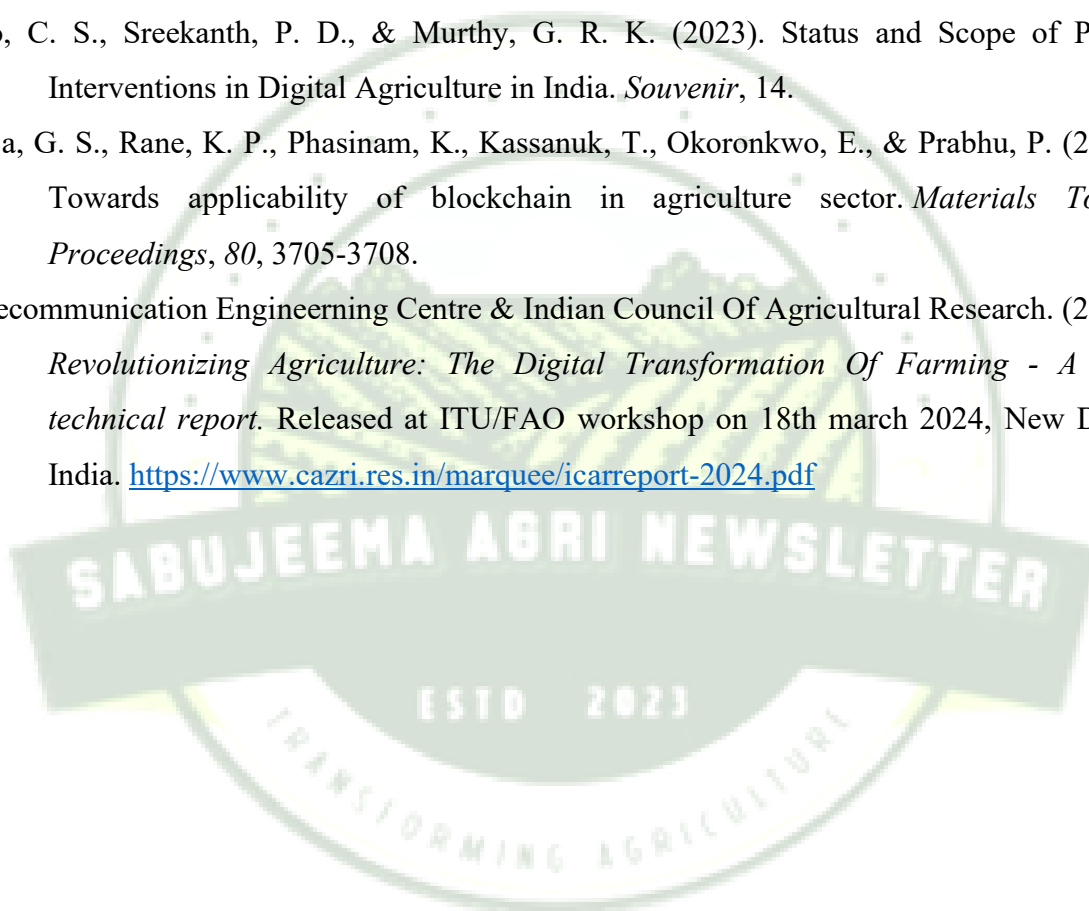 , C. S., Sreekanth, P. D., & Murthy, G. R. K. (2023). Status and Scope of P
Interventions in Digital Agriculture in India. Souvenir, 14.
a, G. S., Rane, K. P., Phasinam, K., Kassanuk, T., Okoronkwo, E., & Prabhu, P. (2
Towards applicability of blockchain in agriculture sector. Materials To
Proceedings, 80, 3705-3708.
ecommunication Engineerning Centre & Indian Council Of Agricultural Research. (2
Revolutionizing Agriculture: The Digital Transformation Of Farming - A
technical report. Released at ITU/FAO workshop on 18th march 2024, New D
India. https://www.cazri.res.in/marquee/icarreport-2024.pdf
SABUJEEMA AGRI NEWSLETTER
ESTD 2023
TRANSFORMING AGRICULTURE